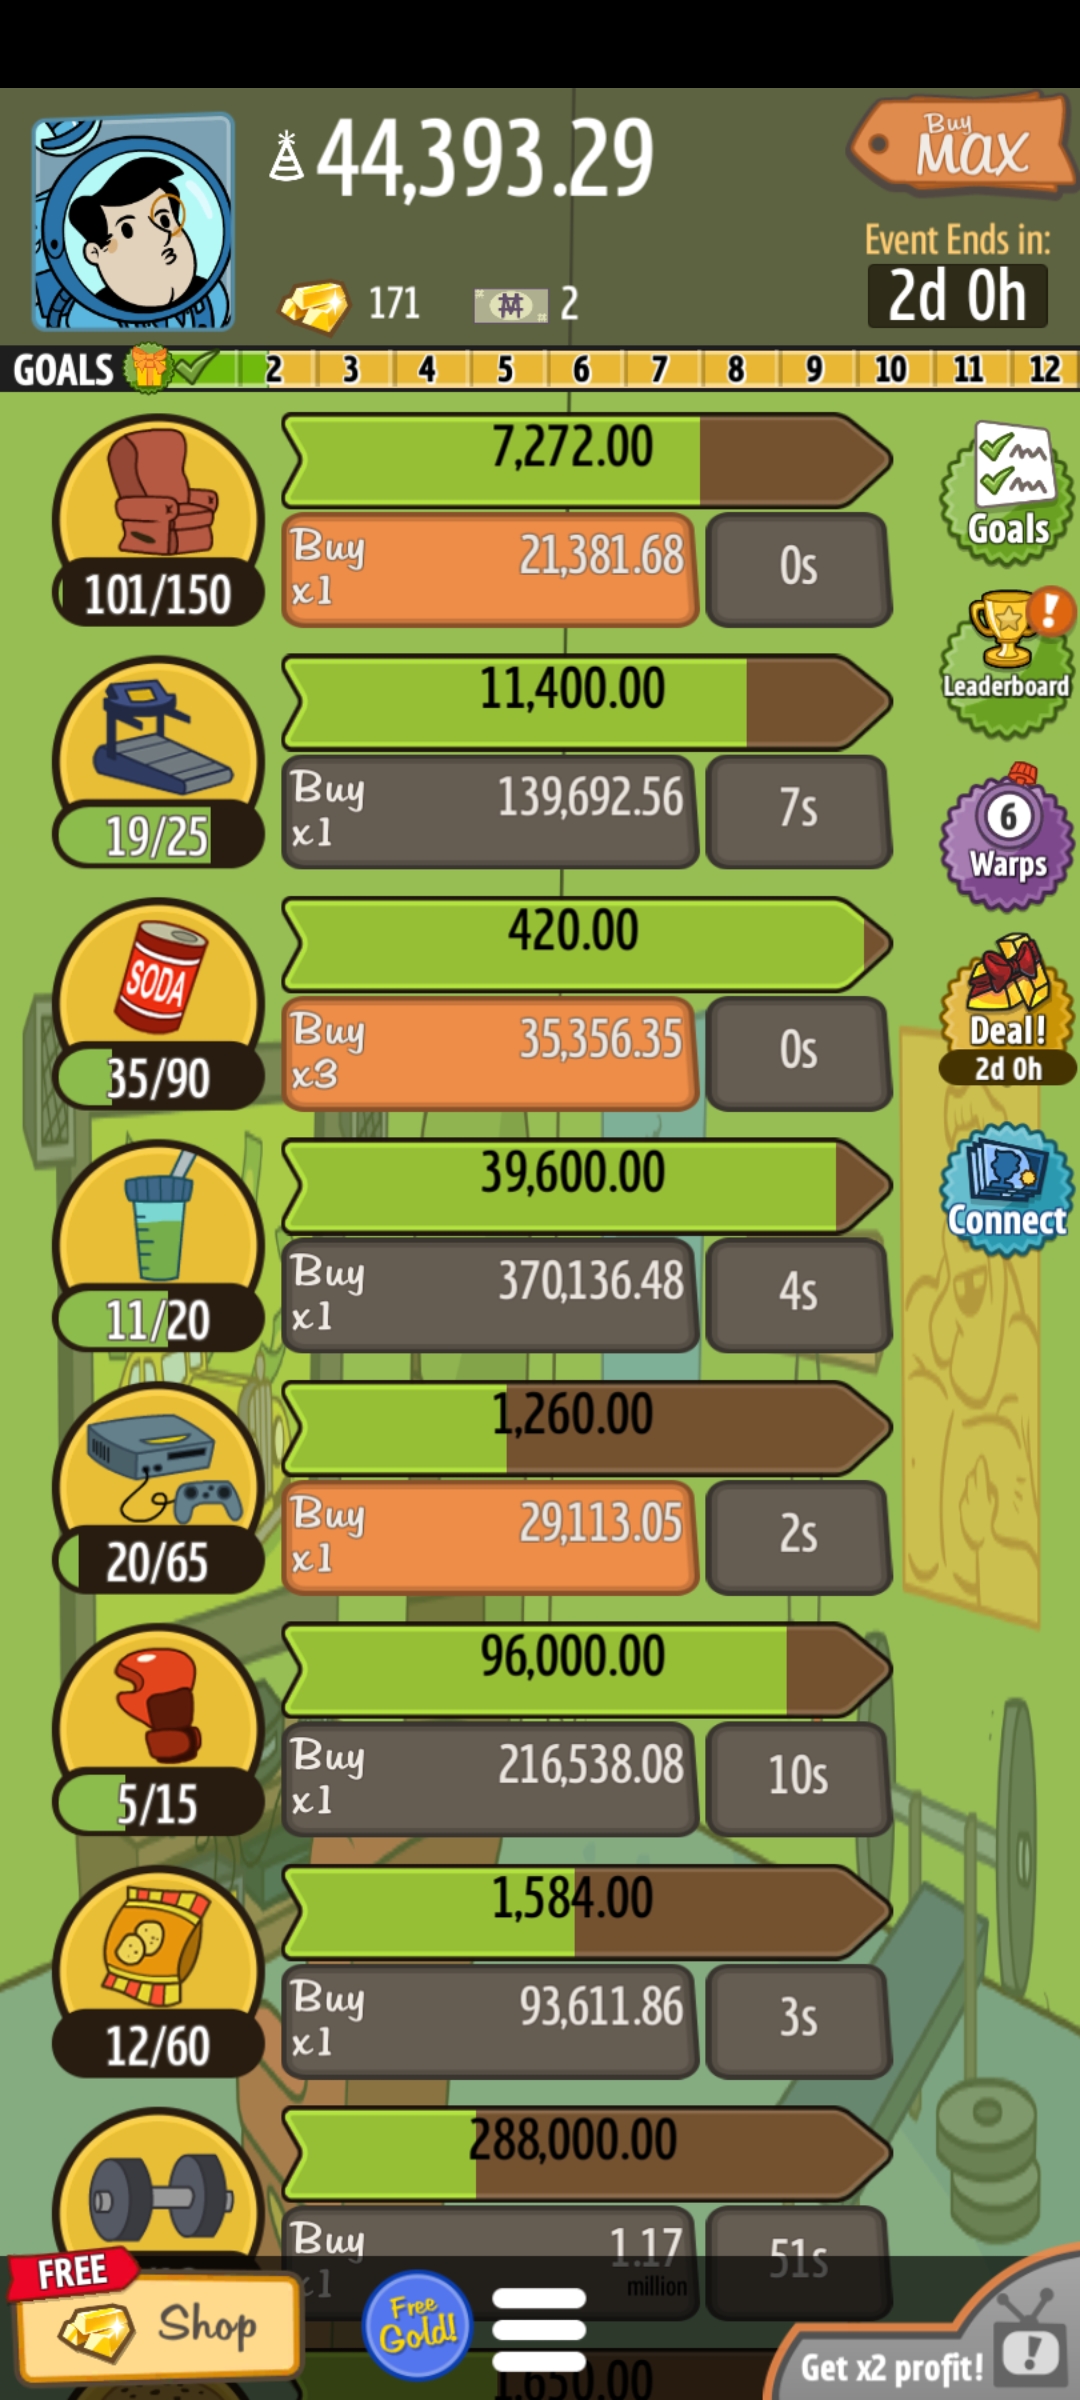 44,393.29
Buy
MAX
Event Ends in:
2d 0h
171
2
GOALS 2 3 4 5 6 7 8 9 10 11 12
7,272.00
Buy
x1
21,381.68
0s
101/150
Goals
11,400.00
Buy
x1
139,692.56
7s
19/25
Leaderboard
420.00
SODA
Buy
x3
35,356.35
0s
35/90
6
Warps
39,600.00
Buy
x1
370,136.48
4s
11/20
Deal!
2d 0h
1,260.00
Buy
x1
29,113.05
2s
20/65
Connect
96,000.00
Buy
x1
216,538.08
10s
5/15
1,584.00
Buy
x1
93,611.86
3s
12/60
288,000.00
Buy
x1
1.17
million
51s
FREE
Shop
Free
Gold!
1,650.00
Get x2 profit!